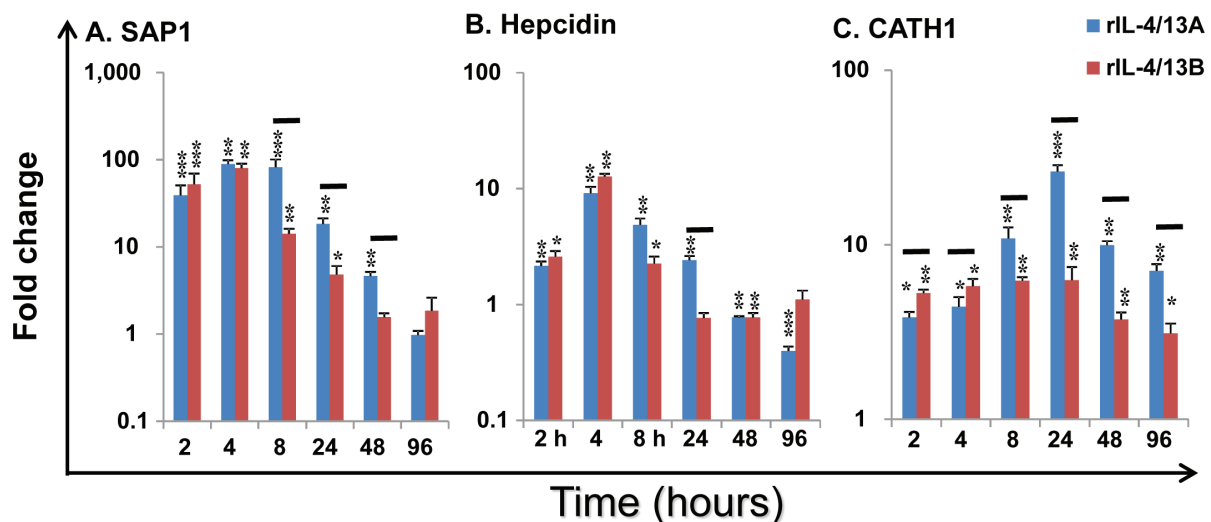 A. SAP1
B. Hepcidin
C. CATH1
rIL-4/13A
rIL-4/13B
Fold change
1,000
100
10
1
0.1
*** *** *** ** **** ** ** * **
2 4 8 24 48 96
100
10
1
0.1
** * *** ** *** * ** ** ** ***
2 h 4 8 h 24 48 96
100
10
1
* ** * * ** ** *** ** ** ** ** *
2 4 8 24 48 96
Time (hours)